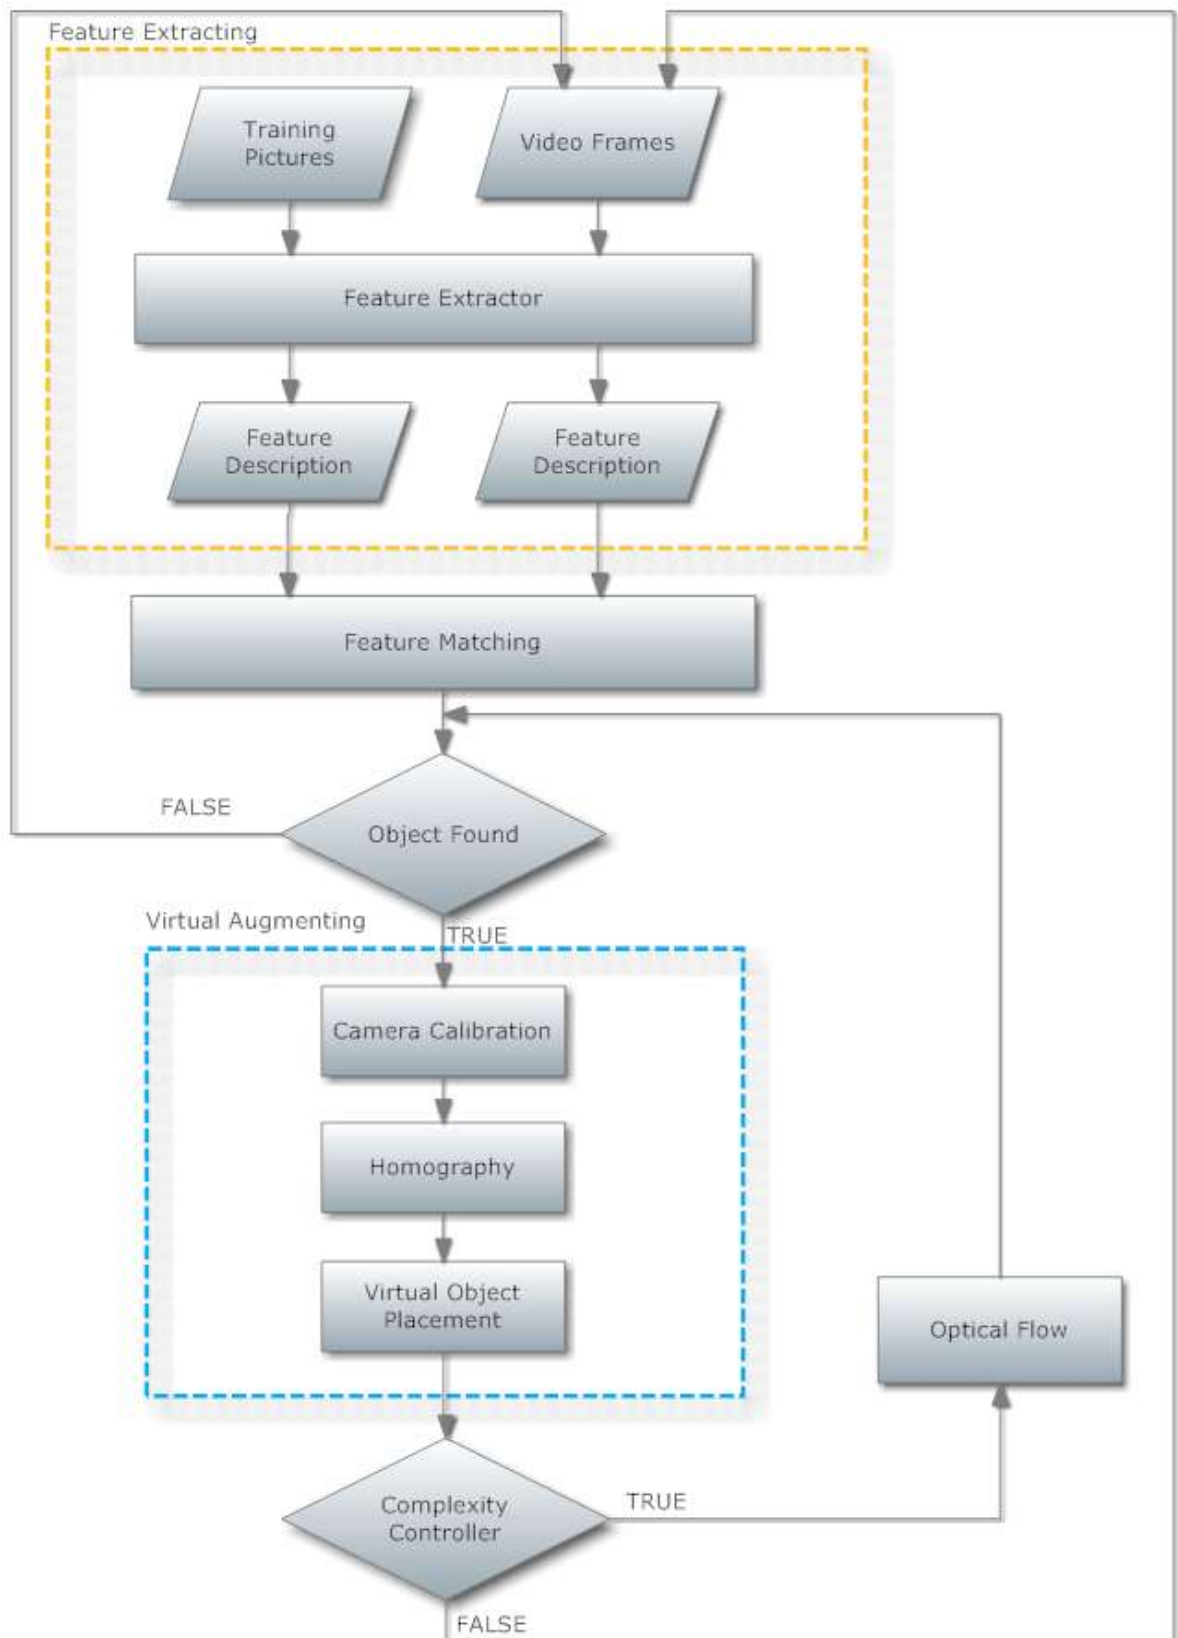 Feature Extracting
Training
Pictures
Video Frames
Feature Extractor
Feature
Description
Feature
Description
Feature Matching
FALSE
Object Found
Virtual Augmenting
TRUE
Camera Calibration
Homography
Virtual Object
Placement
Optical Flow
Complexity
Controller
TRUE
FALSE